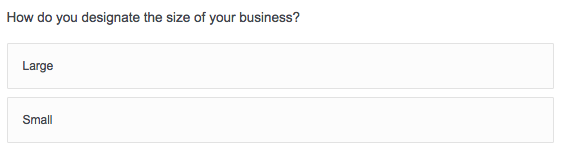 How do you designate the size of your business?
Large
Small